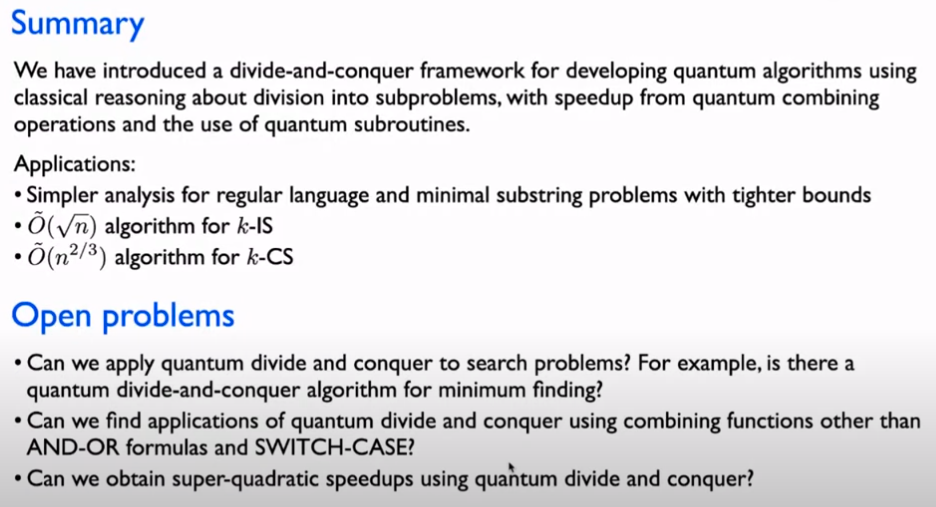 Summary
We have introduced a divide-and-conquer framework for developing quantum algorithms using
classical reasoning about division into subproblems, with speedup from quantum combining
operations and the use of quantum subroutines.
Applications:
• Simpler analysis for regular language and minimal substring problems with tighter bounds
• Õ(√n) algorithm for k-IS
• Õ(n^{2/3}) algorithm for k-CS
Open problems
• Can we apply quantum divide and conquer to search problems? For example, is there a
quantum divide-and-conquer algorithm for minimum finding?
• Can we find applications of quantum divide and conquer using combining functions other than
AND-OR formulas and SWITCH-CASE?
• Can we obtain super-quadratic speedups using quantum divide and conquer?